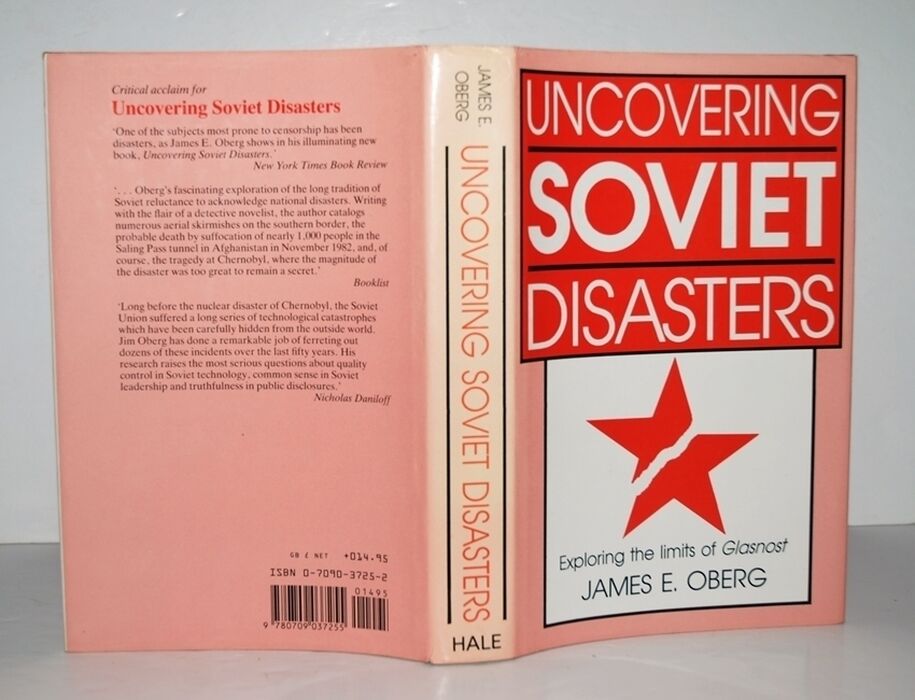 Critical acclaim for
Uncovering Soviet Disasters
'One of the subjects most prone to censorship has been
disasters, as James E. Oberg shows in his illuminating new
book, Uncovering Soviet Disasters.'
New York Times Book Review
'. . . Oberg's fascinating exploration of the long tradition of
Soviet reluctance to acknowledge national disasters. Writing
with the flair of a detective novelist, the author catalogs
numerous aerial skirmishes on the southern border, the
probable death by suffocation of nearly 1,000 people in the
Saling Pass tunnel in Afghanistan in November 1982, and, of
course, the tragedy at Chernobyl, where the magnitude of
the disaster was too great to remain a secret.'
Booklist
'Long before the nuclear disaster of Chernobyl, the Soviet
Union suffered a long series of technological catastrophes
which have been carefully hidden from the outside world.
Jim Oberg has done a remarkable job of ferreting out
dozens of these incidents over the last fifty years. His
research raises the most serious questions about quality
control in Soviet technology, common sense in Soviet
leadership and truthfulness in public disclosures.'
Nicholas Daniloff
GB £ NET +014.95
ISBN 0-7090-3725-2
01495
9 780709 037255
JAMES E.
OBERG
UNCOVERING SOVIET DISASTERS
HALE
UNCOVERING
SOVIET
DISASTERS
Exploring the limits of Glasnost
JAMES E. OBERG